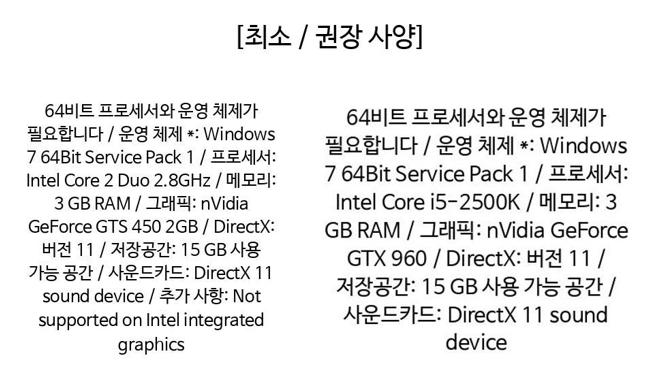 [최소 / 권장 사양]
64비트 프로세서와 운영 체제가
필요합니다 / 운영 체제 *: Windows
7 64Bit Service Pack 1 / 프로세서:
Intel Core 2 Duo 2.8GHz / 메모리:
3 GB RAM / 그래픽: nVidia
GeForce GTS 450 2GB / DirectX:
버전 11 / 저장공간: 15 GB 사용
가능 공간 / 사운드카드: DirectX 11
sound device / 추가 사항: Not
supported on Intel integrated
graphics
64비트 프로세서와 운영 체제가
필요합니다 / 운영 체제 *: Windows
7 64Bit Service Pack 1 / 프로세서:
Intel Core i5-2500K / 메모리: 3
GB RAM / 그래픽: nVidia GeForce
GTX 960 / DirectX: 버전 11 /
저장공간: 15 GB 사용 가능 공간 /
사운드카드: DirectX 11 sound
device